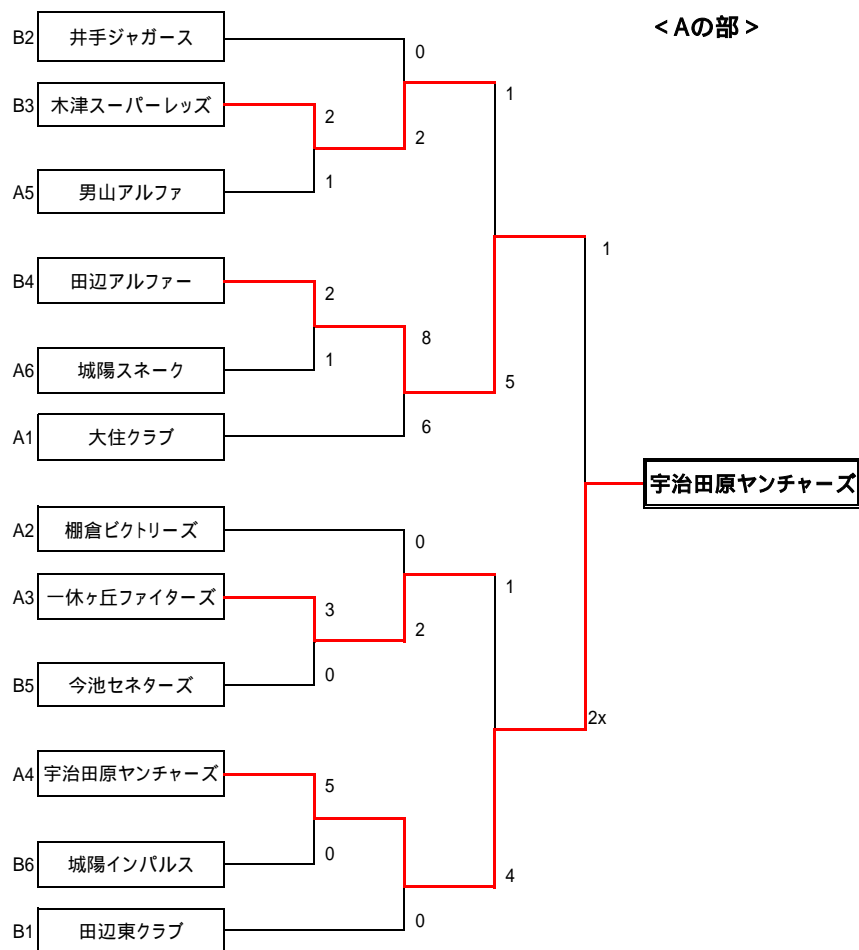 ＜Aの部＞
B2 井手ジャガース
0
B3 木津スーパーレッズ
1
2
2
A5 男山アルファ
1
1
B4 田辺アルファー
2
8
A6 城陽スネーク
1
5
A1 大住クラブ
6
宇治田原ヤンチャーズ
A2 棚倉ビクトリーズ
0
A3 一休ヶ丘ファイターズ
1
3
2
B5 今池セネターズ
0
2x
A4 宇治田原ヤンチャーズ
5
B6 城陽インパルス
0
4
B1 田辺東クラブ
0